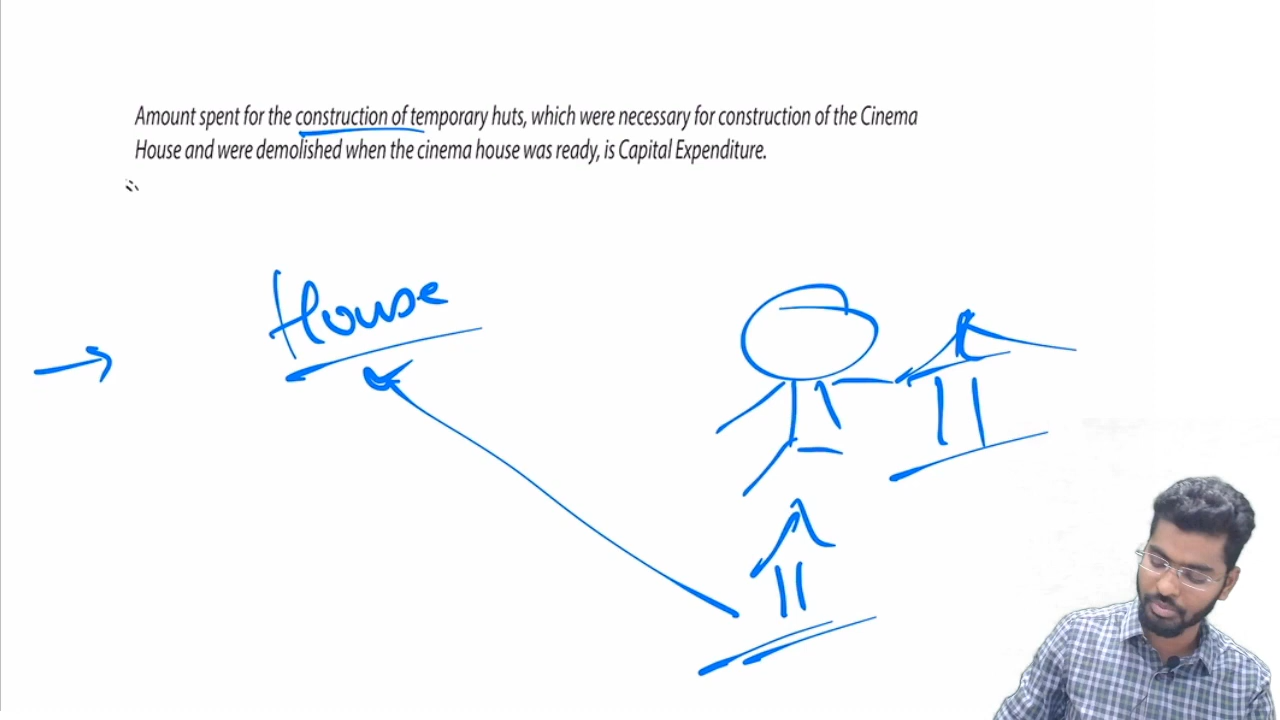 Amount spent for the construction of temporary huts, which were necessary for construction of the Cinema
House and were demolished when the cinema house was ready, is Capital Expenditure.
House